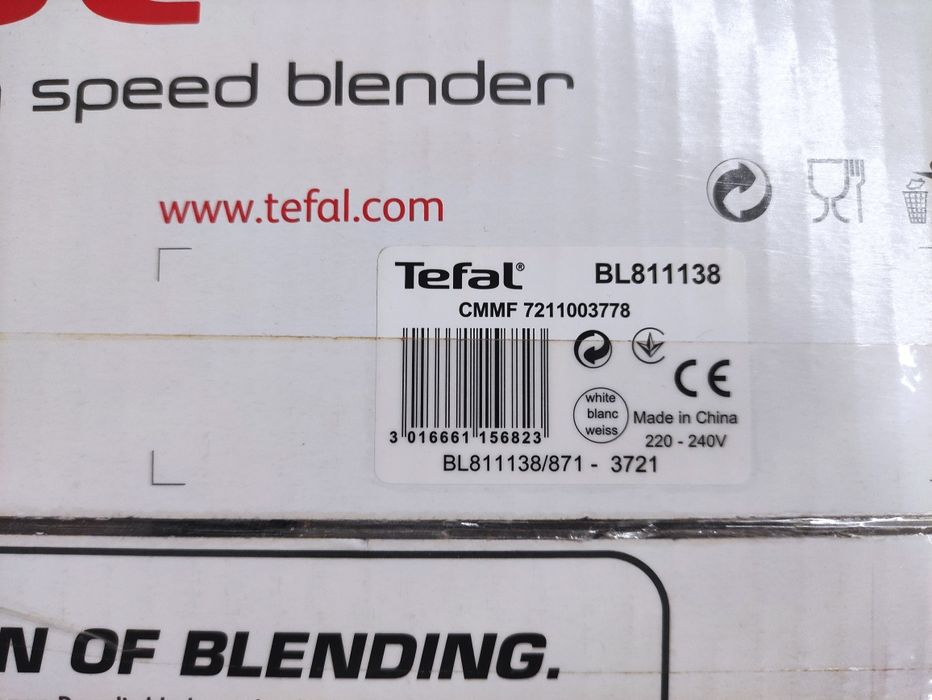 speed blender
www.tefal.com
Tefal® BL811138
CMMF 7211003778
3 016661 156823
CE
white
blanc
weiss
Made in China
220 - 240V
BL811138/871 - 3721
N OF BLENDING.